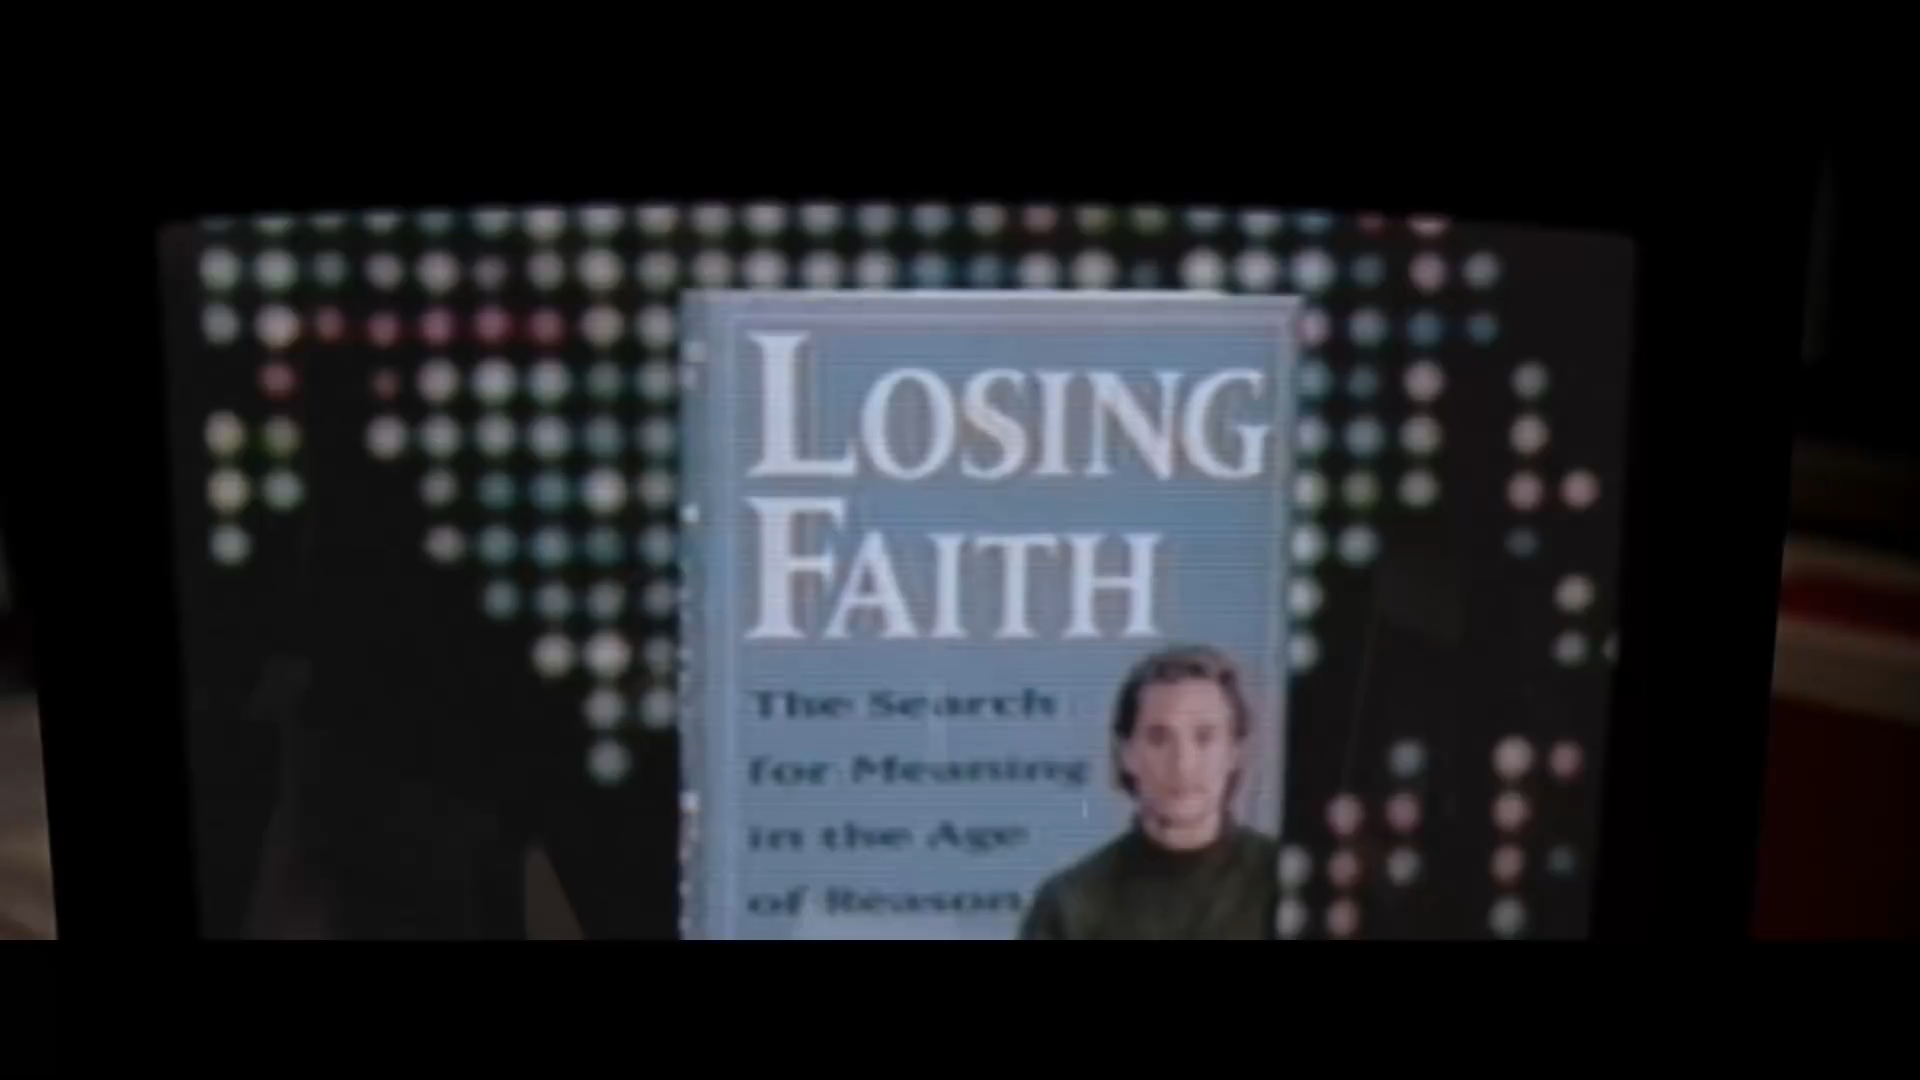 LOSING
FAITH
The Search
for Meaning
in the Age
of Reason